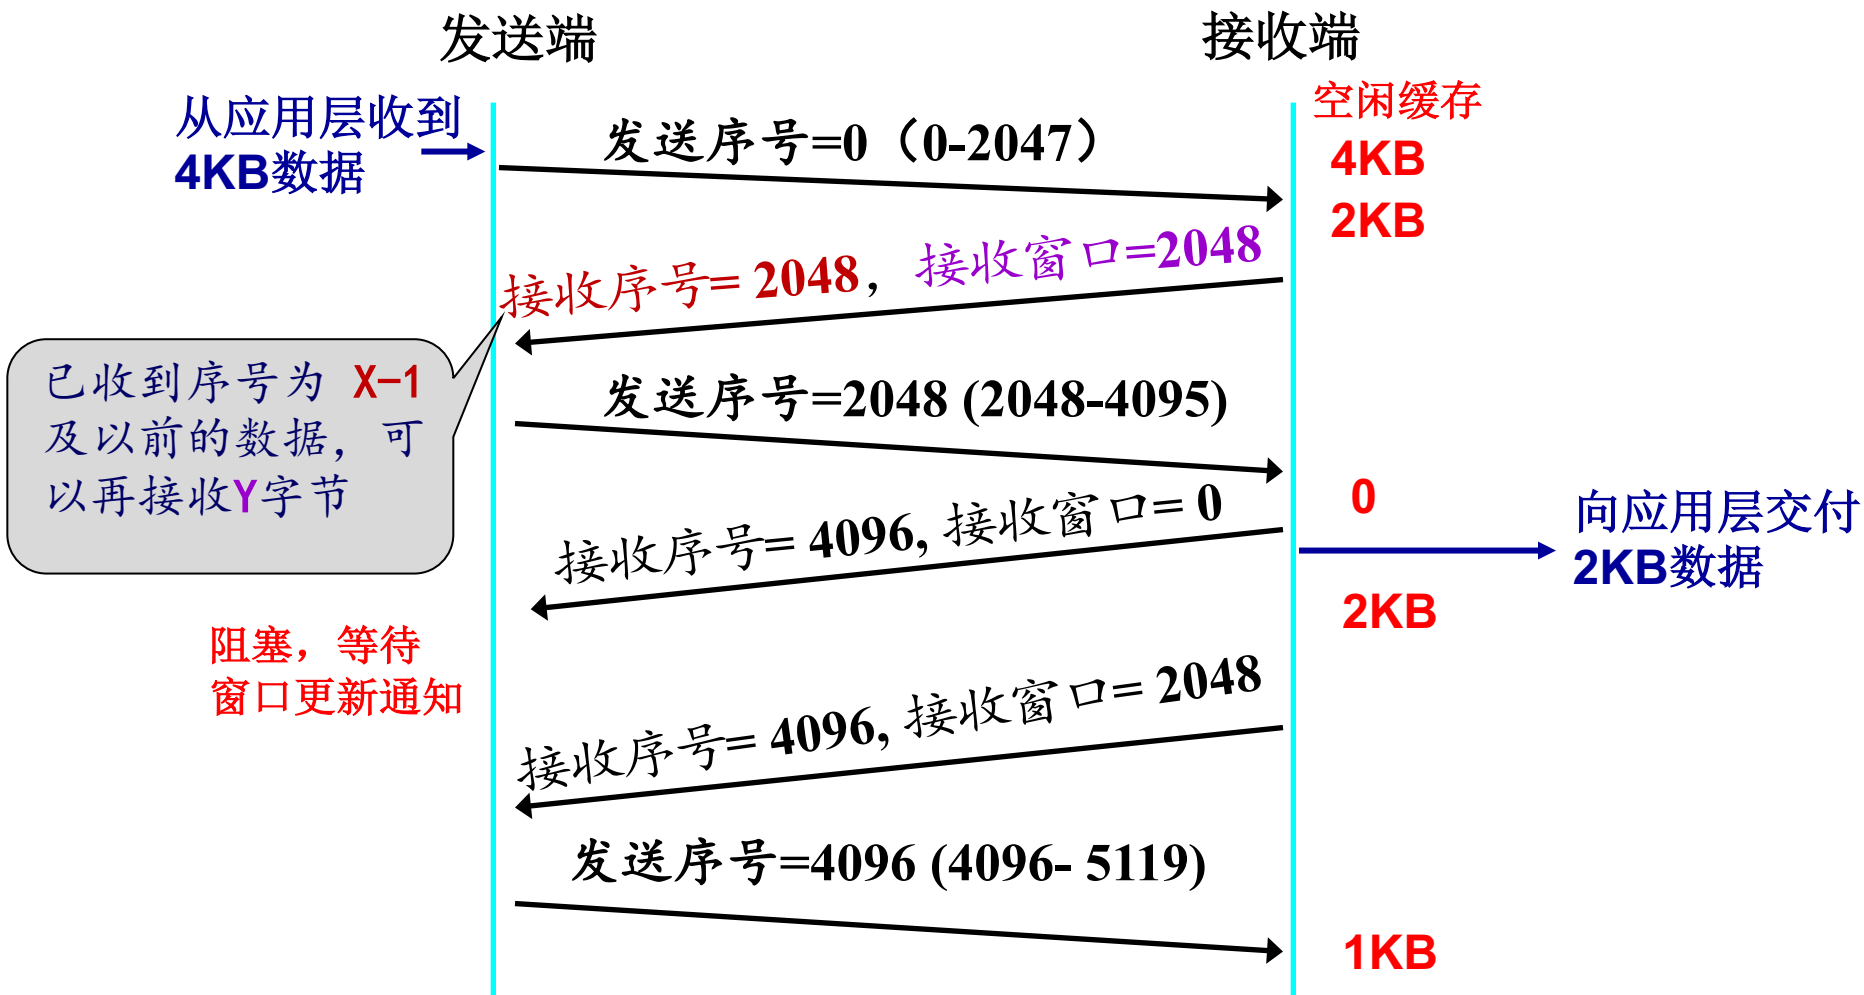 发送端
接收端
从应用层收到
4KB数据
空闲缓存
4KB
2KB
发送序号=0（0-2047）
接收序号= 2048，接收窗口=2048
已收到序号为 X-1
及以前的数据，可
以再接收Y字节
发送序号=2048 (2048-4095)
0
接收序号= 4096, 接收窗口= 0
向应用层交付
2KB数据
2KB
阻塞，等待
窗口更新通知
接收序号= 4096, 接收窗口= 2048
发送序号=4096 (4096- 5119)
1KB